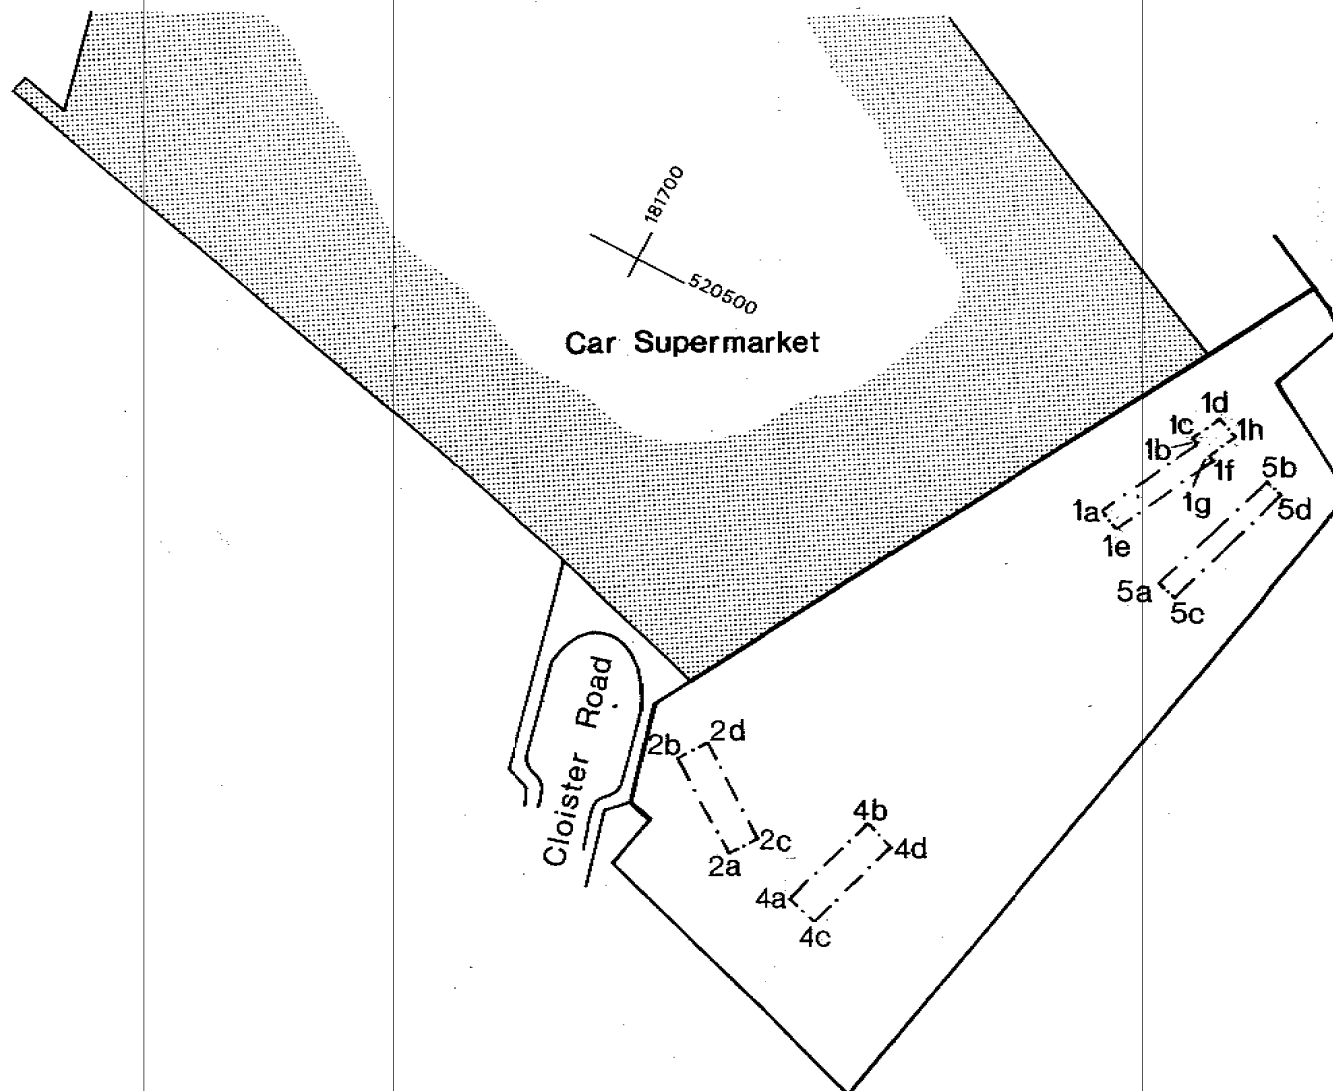 181700
520500
Car Supermarket
1d
1c
1h
1b
1f
5b
1g
5d
1a
1e
5a
5c
Cloister Road
2d
2b
4b
2c
4d
2a
4a
4c